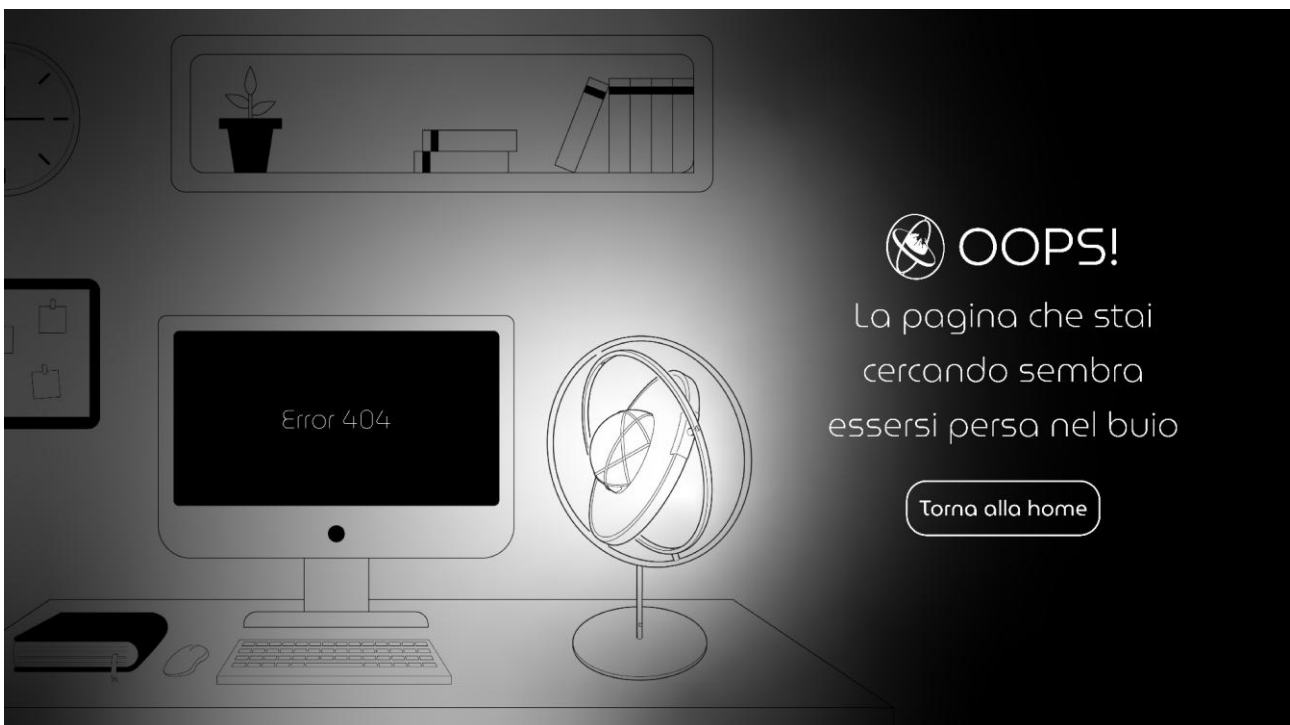 Error 404
OOPS!
La pagina che stai
cercando sembra
essersi persa nel buio
Torna alla home